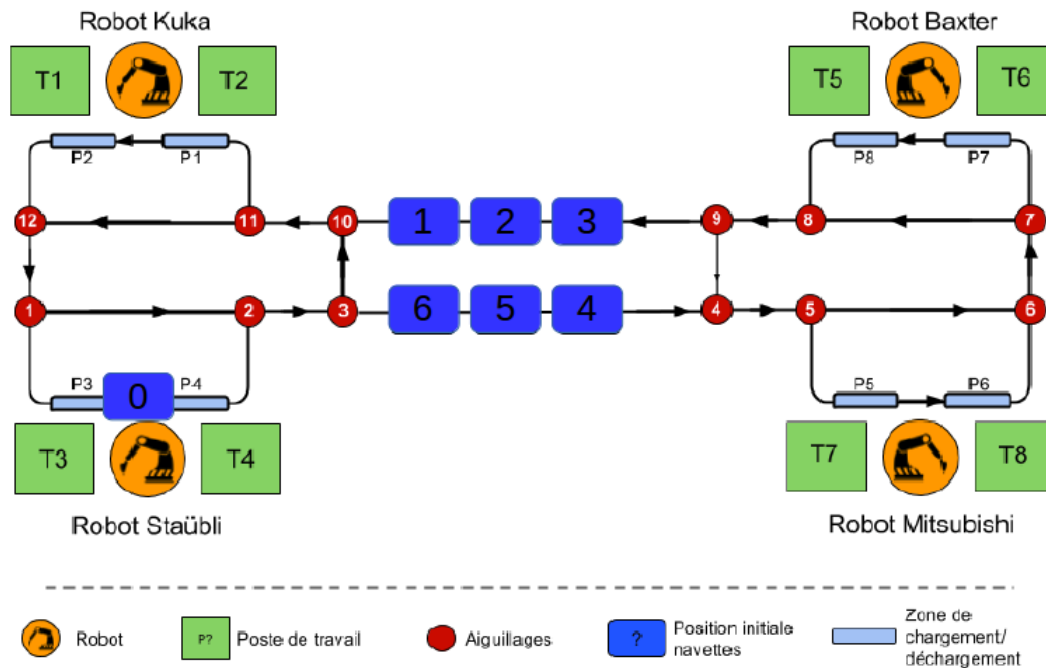 Robot Kuka
Robot Baxter
T1
T2
T5
T6
P2
P1
P8
P7
12
11
10
1
2
3
9
8
7
1
2
3
6
5
4
4
5
6
P3
0
P4
P5
P6
T3
T4
T7
T8
Robot Staübli
Robot Mitsubishi
Robot
P?
Poste de travail
Aiguillages
?
Position initiale
navettes
Zone de
chargement/
déchargement